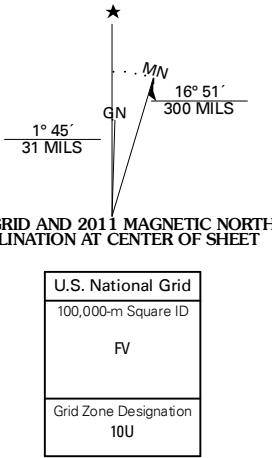 ★
MN
GN
16° 51´
300 MILS
1° 45´
31 MILS
GRID AND 2011 MAGNETIC NORTH
LINATION AT CENTER OF SHEET
U.S. National Grid
100,000-m Square ID
FV
Grid Zone Designation
10U